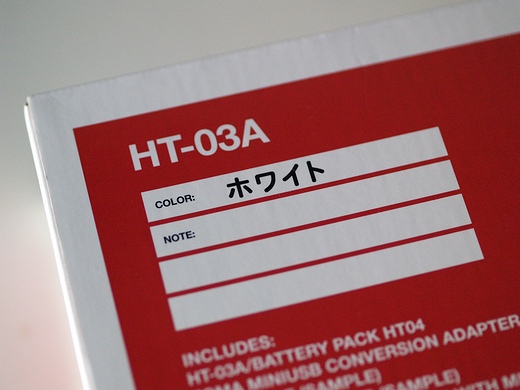 HT-03A
COLOR: ホワイト
NOTE:
INCLUDES:
HT-03A/BATTERY PACK HT04
MINIUSB CONVERSION ADAPTER